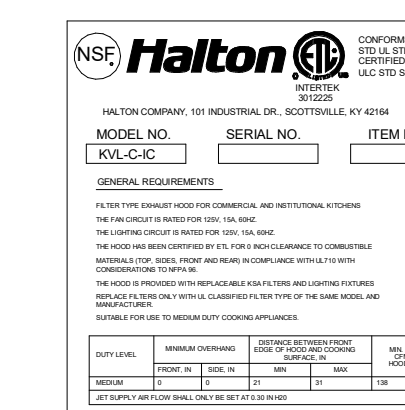 NSF
Halton
ETL
CONFORM
STD UL ST
CERTIFIED
ULC STD S
LISTED
INTERTEK
3012225
HALTON COMPANY, 101 INDUSTRIAL DR., SCOTTSVILLE, KY 42164
MODEL NO. SERIAL NO. ITEM
KVL-C-IC
GENERAL REQUIREMENTS
FILTER TYPE EXHAUST HOOD FOR COMMERCIAL AND INSTITUTIONAL KITCHENS
THE FAN CIRCUIT IS RATED FOR 125V, 15A, 60HZ.
THE LIGHTING CIRCUIT IS RATED FOR 125V, 15A, 60HZ.
THE HOOD HAS BEEN CERTIFIED BY ETL FOR 0 INCH CLEARANCE TO COMBUSTIBLE
MATERIALS (TOP, SIDES, FRONT AND REAR) IN COMPLIANCE WITH UL710 WITH
CONSIDERATIONS TO NFPA 96.
THE HOOD IS PROVIDED WITH REPLACEABLE KSA FILTERS AND LIGHTING FIXTURES
REPLACE FILTERS ONLY WITH UL CLASSIFIED FILTER TYPE OF THE SAME MODEL AND
MANUFACTURER.
SUITABLE FOR USE TO MEDIUM DUTY COOKING APPLIANCES.
DUTY LEVEL
MINIMUM OVERHANG
DISTANCE BETWEEN FRONT
EDGE OF HOOD AND COOKING
SURFACE, IN
MIN.
CF
HOO
FRONT, IN SIDE, IN MIN MAX
MEDIUM 0 0 21 31 138
JET SUPPLY AIR FLOW SHALL ONLY BE SET AT 0.30 IN H20